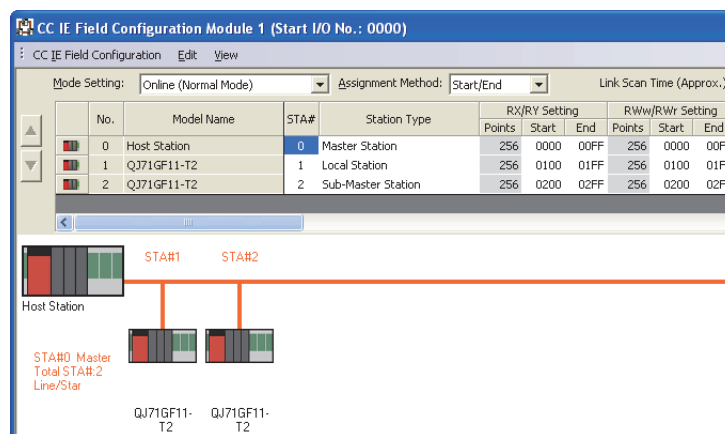 CC IE Field Configuration Module 1 (Start I/O No.: 0000)
CC IE Field Configuration Edit View
Mode Setting: Online (Normal Mode) Assignment Method: Start/End Link Scan Time (Approx.)
No. Model Name STA# Station Type RX/RY Setting RWw/RWr Setting
Points Start End Points Start End
0 Host Station 0 Master Station 256 0000 00FF 256 0000 00F
1 QJ71GF11-T2 1 Local Station 256 0100 01FF 256 0100 01F
2 QJ71GF11-T2 2 Sub-Master Station 256 0200 02FF 256 0200 02F
STA#1 STA#2
Host Station
STA#0 Master
Total STA#:2
Line/Star
QJ71GF11-T2 QJ71GF11-T2